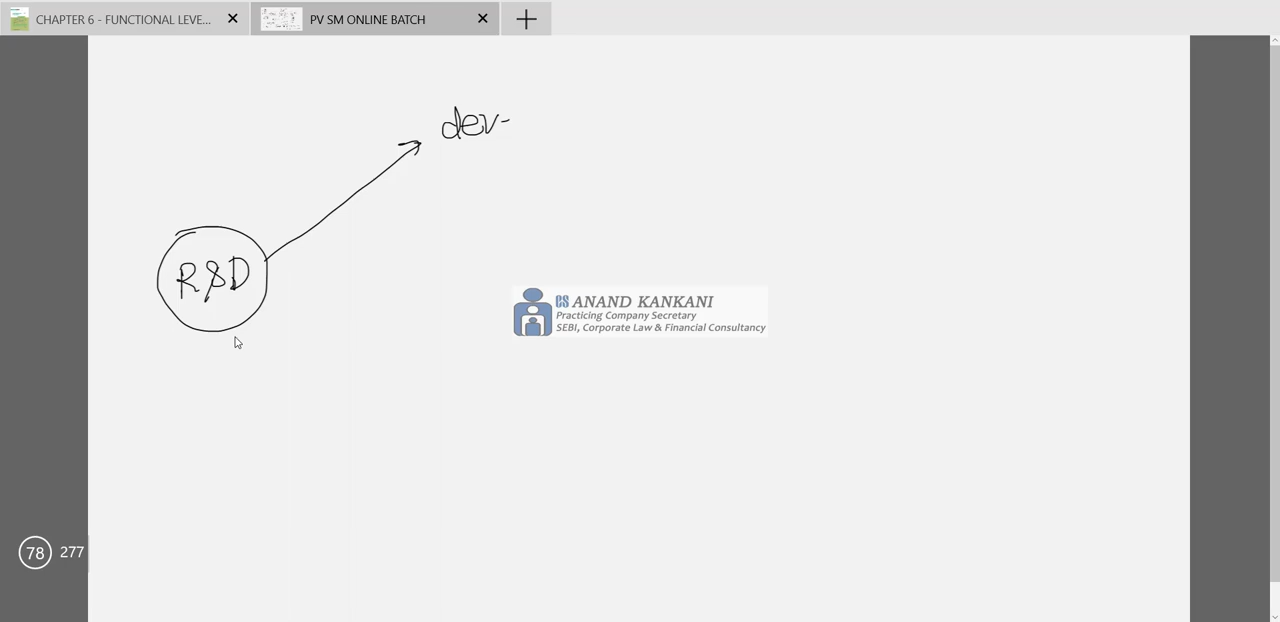 CHAPTER 6 - FUNCTIONAL LEVE...
PV SM ONLINE BATCH
dev-
R&D
CS ANAND KANKANI
Practicing Company Secretary
SEBI, Corporate Law & Financial Consultancy
78 277